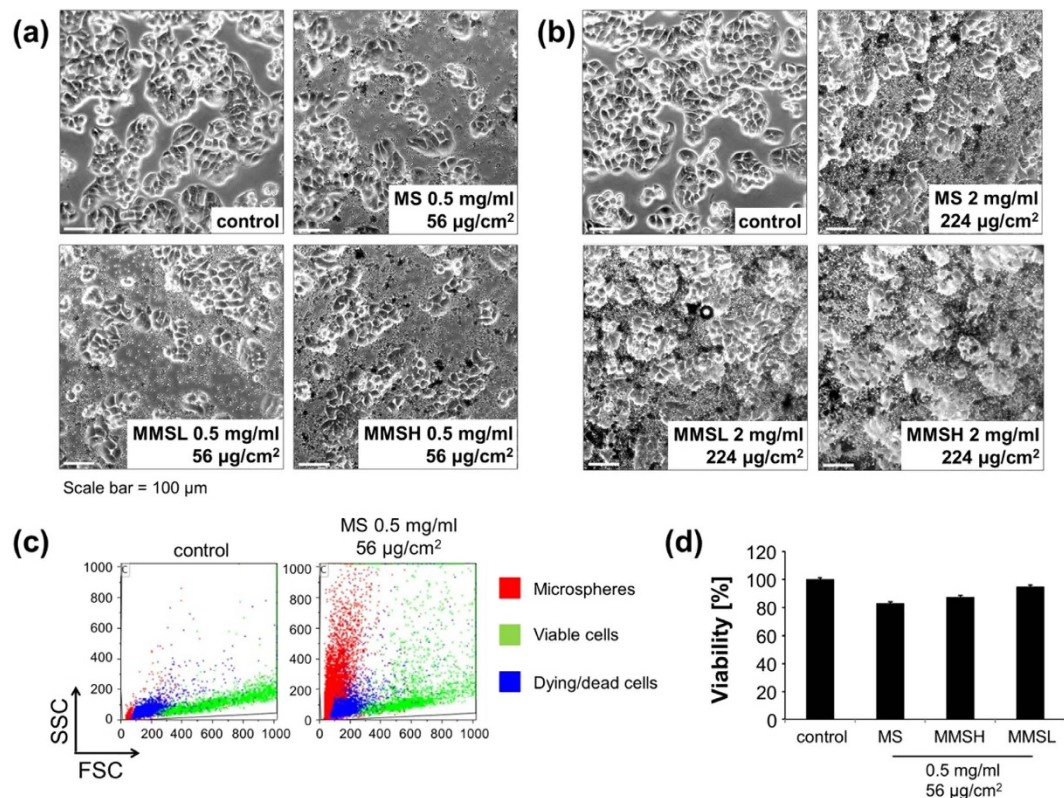 (a)
control
MS 0.5 mg/ml
56 µg/cm²
MMSL 0.5 mg/ml
56 µg/cm²
MMSH 0.5 mg/ml
56 µg/cm²
Scale bar = 100 µm
(b)
control
MS 2 mg/ml
224 µg/cm²
MMSL 2 mg/ml
224 µg/cm²
MMSH 2 mg/ml
224 µg/cm²
(c)
control
C
1000
800
600
400
200
0
0 200 400 600 800 1000
MS 0.5 mg/ml
56 µg/cm²
C
1000
800
600
400
200
0
0 200 400 600 800 1000
SSC
FSC
Microspheres
Viable cells
Dying/dead cells
(d)
Viability [%]
120
100
80
60
40
20
0
control MS MMSH MMSL
0.5 mg/ml
56 µg/cm²